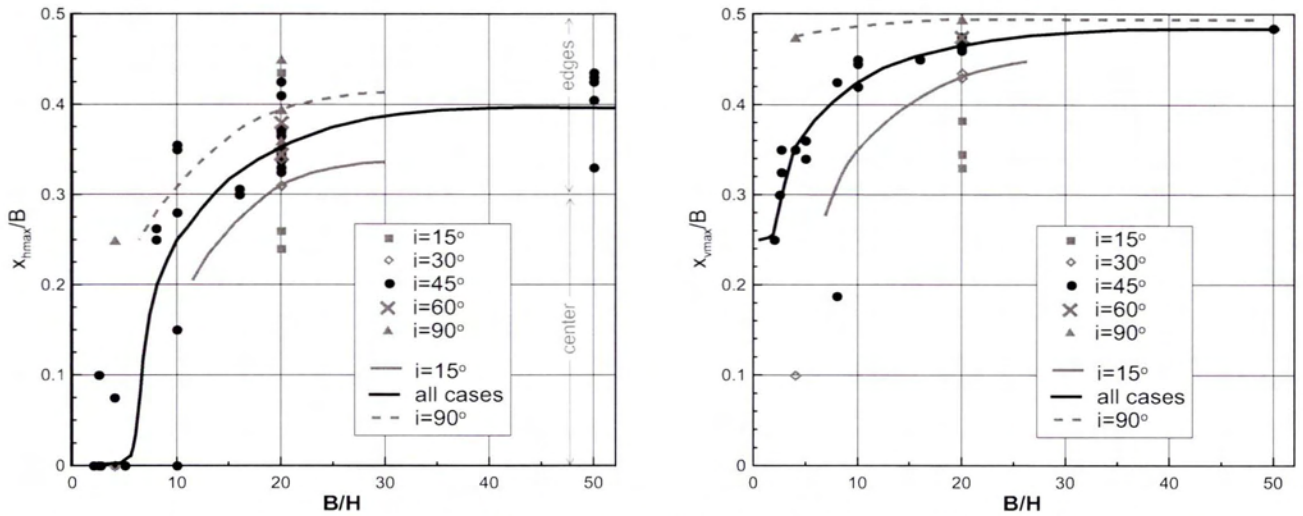 0.5
0.4
0.3
0.2
0.1
0
x_hmax/B
edges
center
i=15°
i=30°
i=45°
i=60°
i=90°
i=15°
all cases
i=90°
0 10 20 30 40 50
B/H
0.5
0.4
0.3
0.2
0.1
0
x_vmax/B
i=15°
i=30°
i=45°
i=60°
i=90°
i=15°
all cases
i=90°
0 10 20 30 40 50
B/H